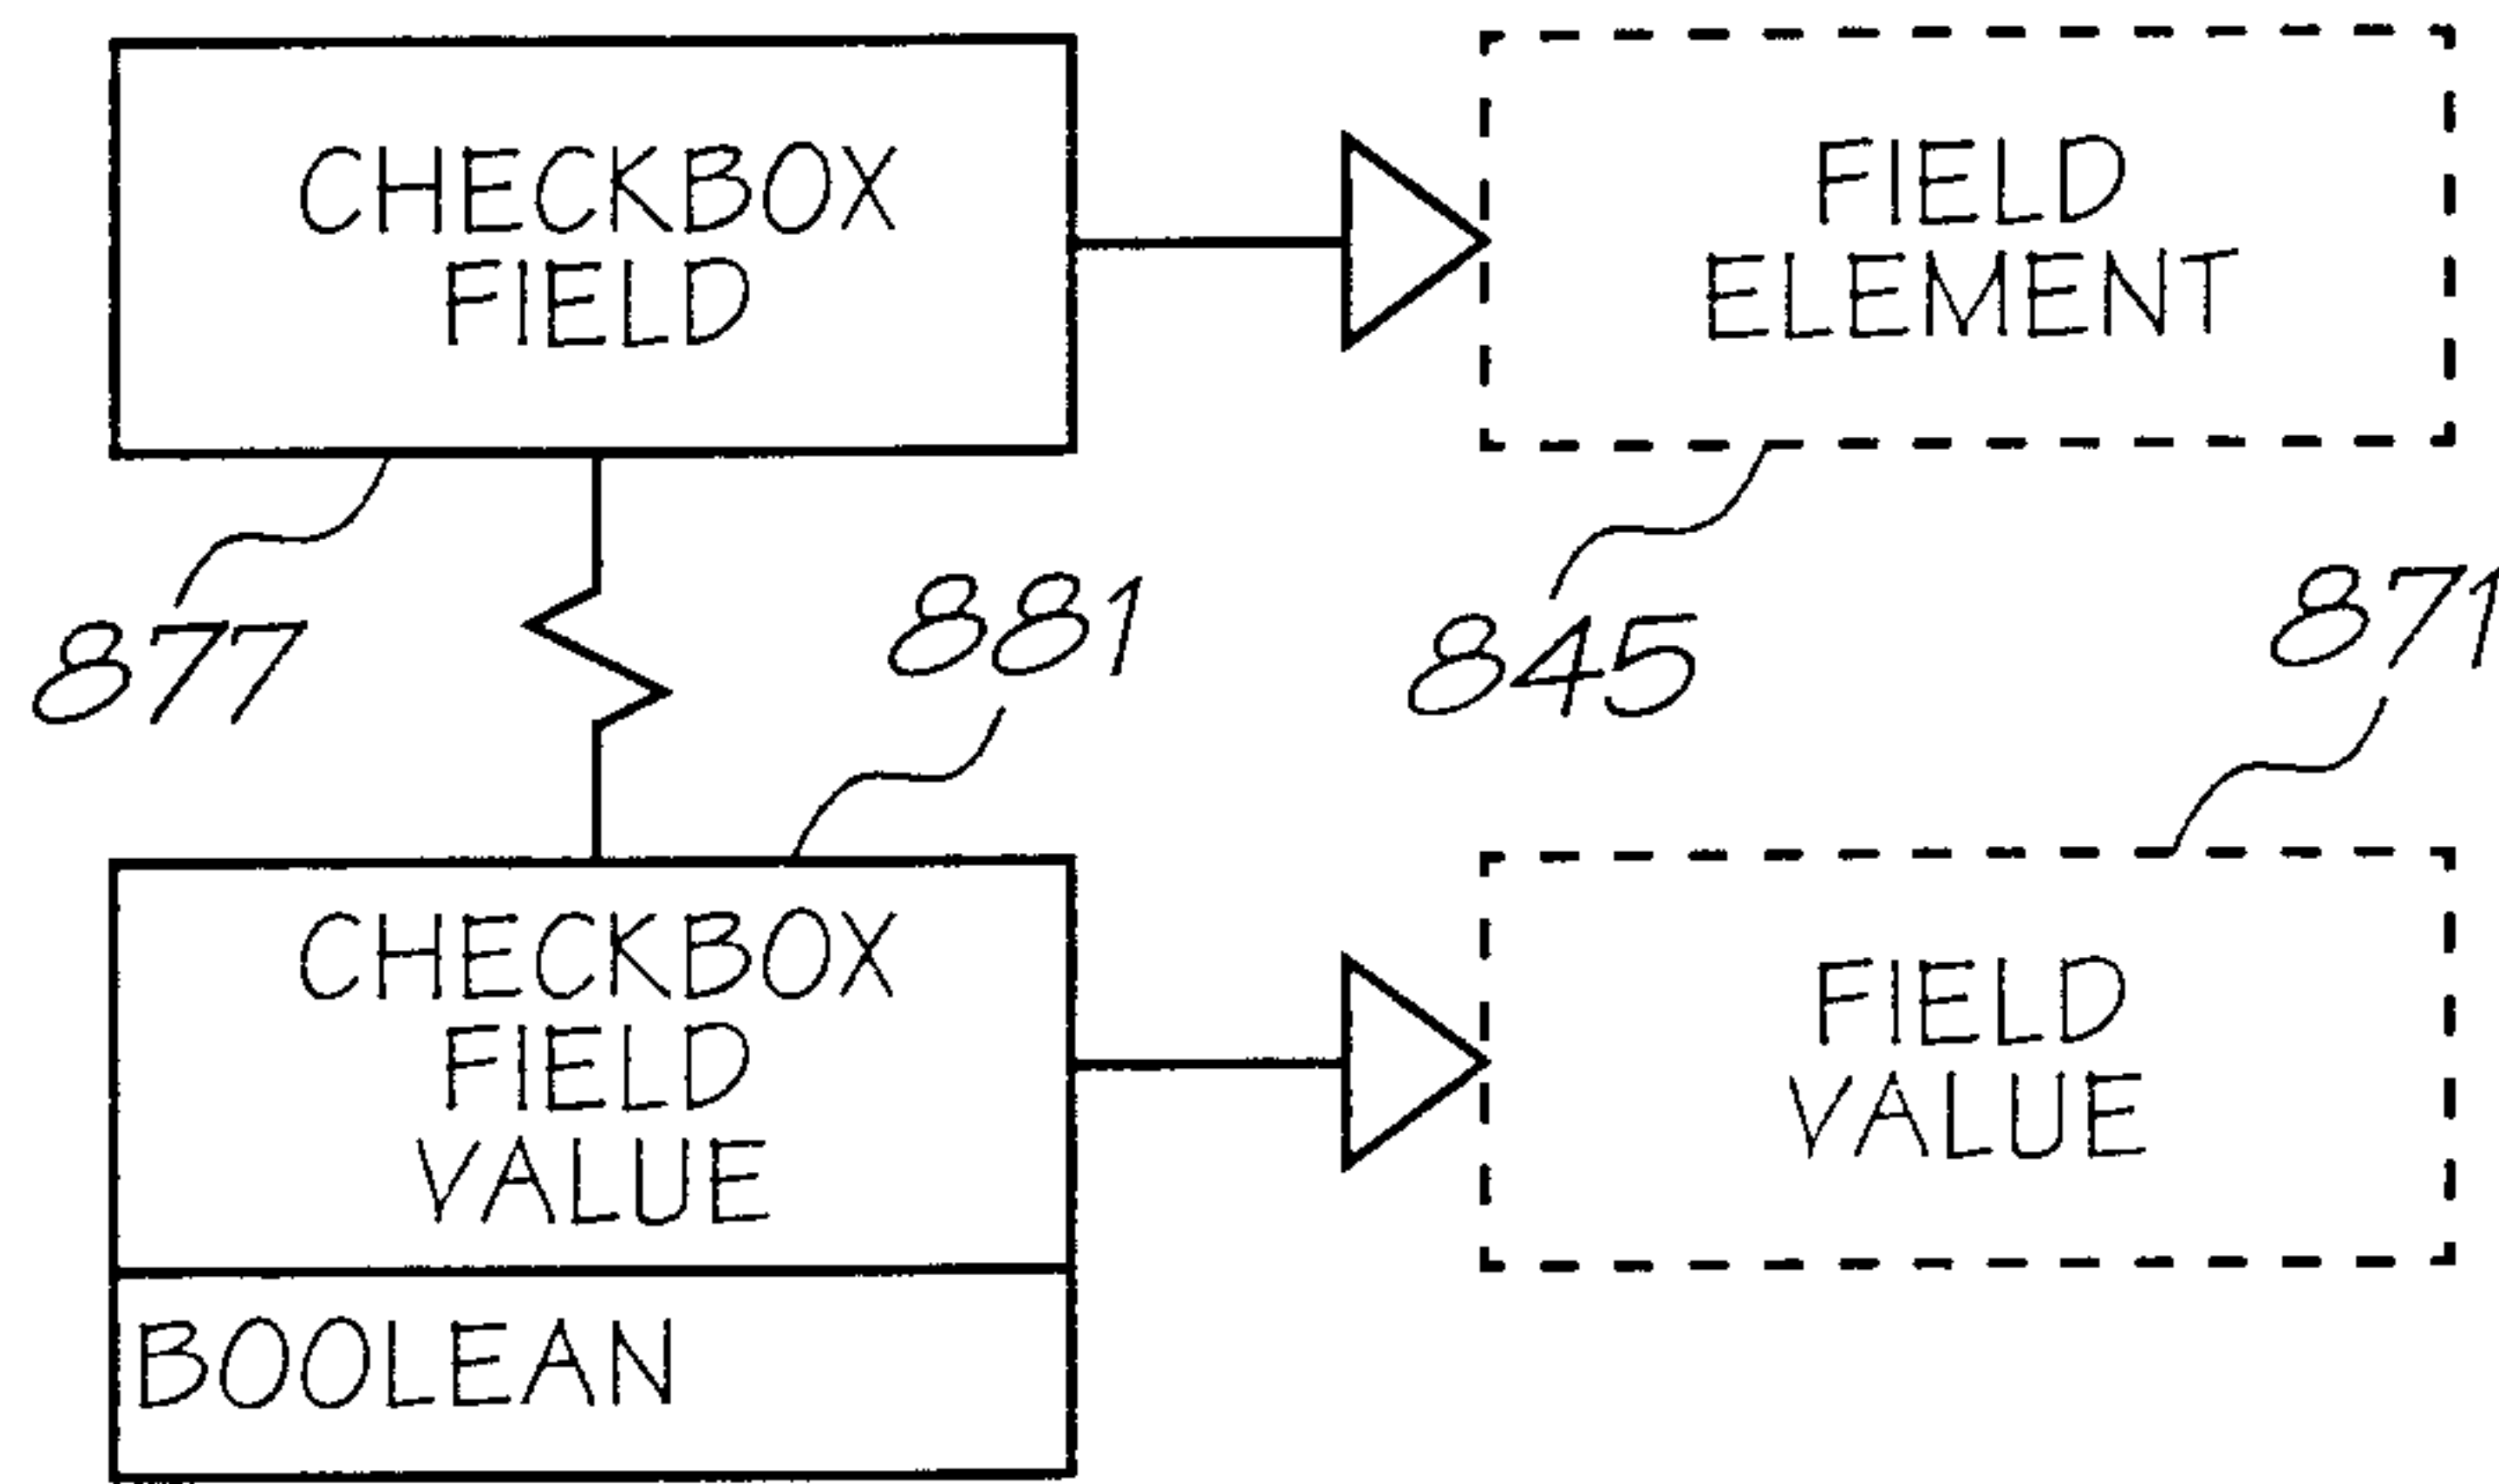 CHECKBOX
FIELD
FIELD
ELEMENT
877
881
845
871
CHECKBOX
FIELD
VALUE
FIELD
VALUE
BOOLEAN